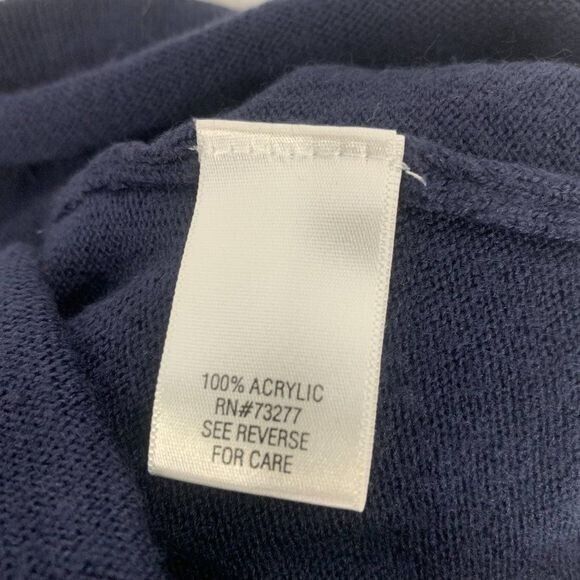 100% ACRYLIC
RN#73277
SEE REVERSE
FOR CARE